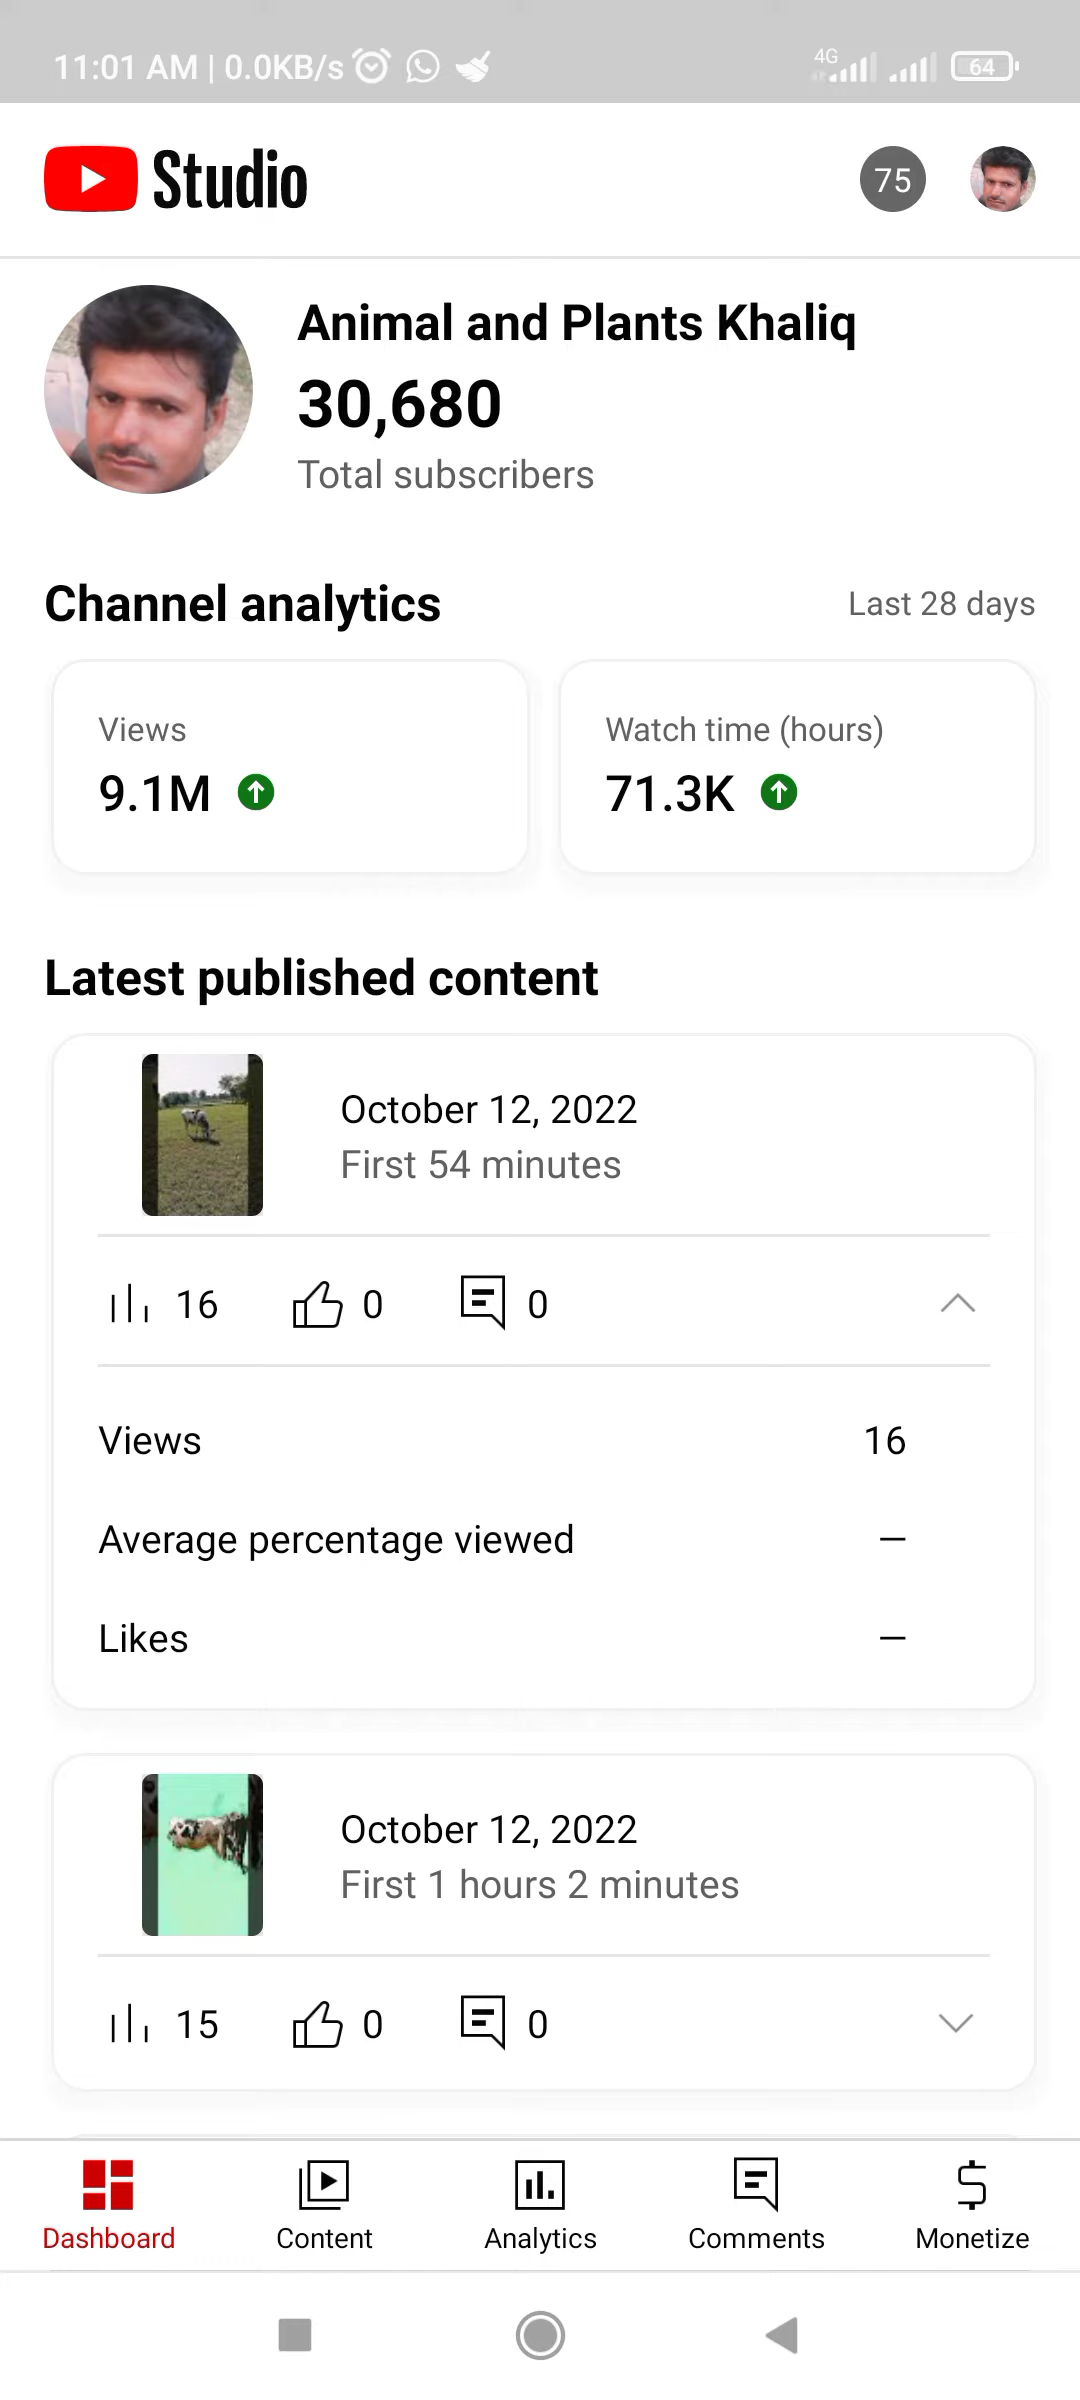 11:01 AM | 0.0KB/s 4G 64
Studio 75
Animal and Plants Khaliq
30,680
Total subscribers
Channel analytics Last 28 days
Views Watch time (hours)
9.1M 71.3K
Latest published content
October 12, 2022
First 54 minutes
16 0 0
Views 16
Average percentage viewed —
Likes —
October 12, 2022
First 1 hours 2 minutes
15 0 0
Dashboard Content Analytics Comments Monetize